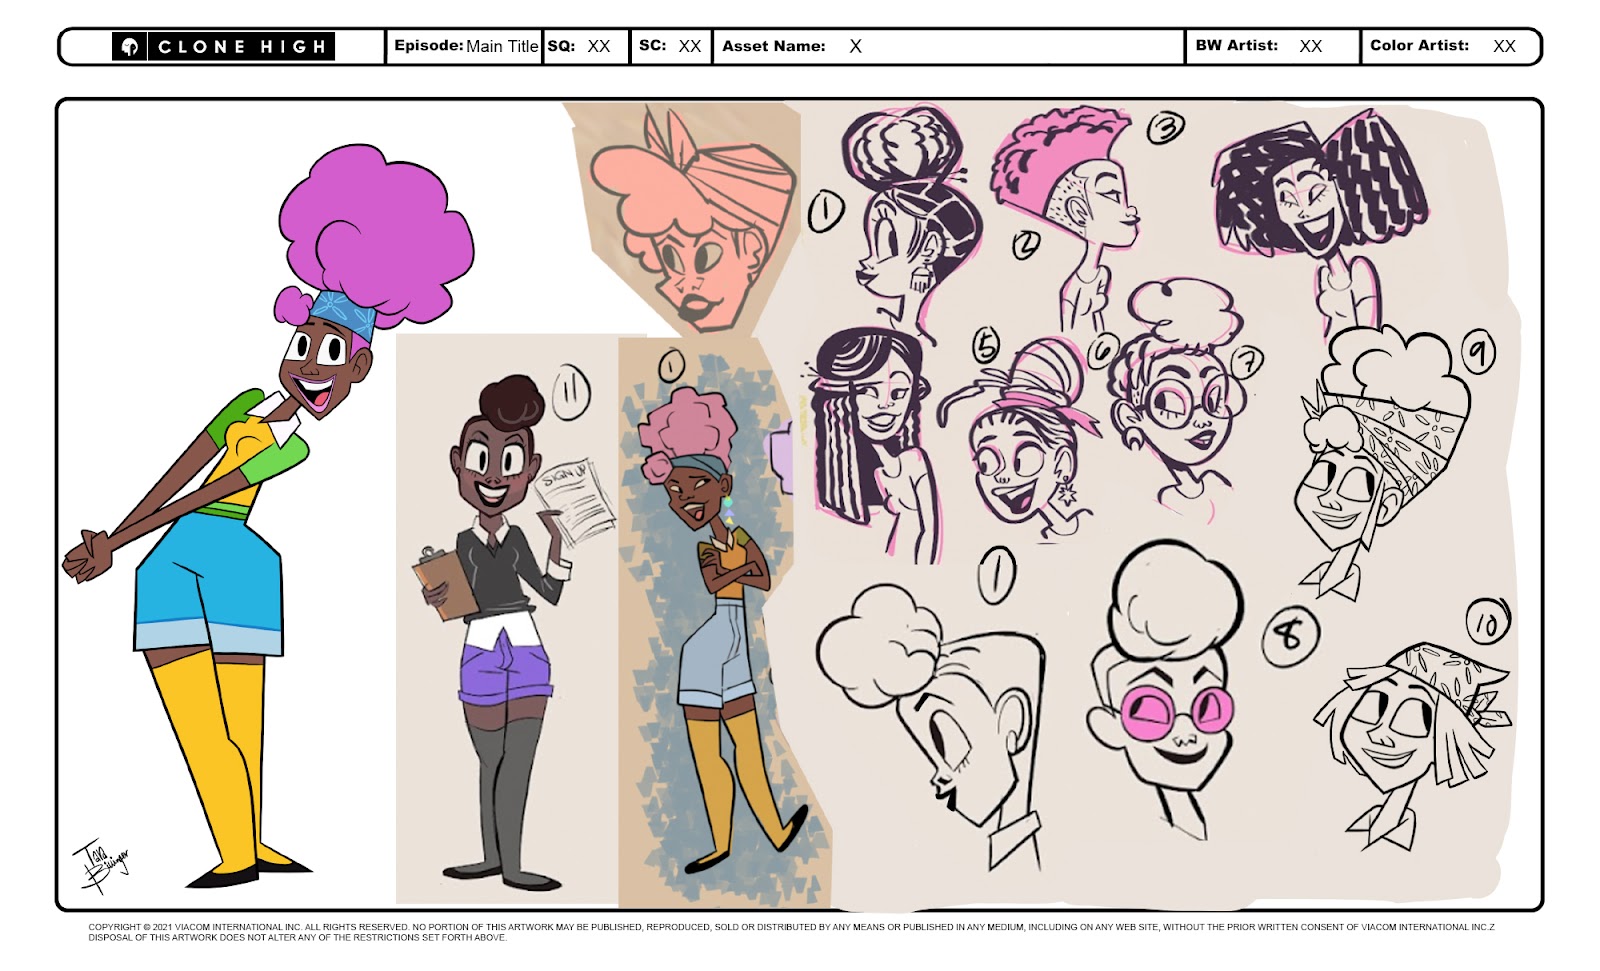 CLONE HIGH
Episode: Main Title
SQ: XX
SC: XX
Asset Name: X
BW Artist: XX
Color Artist: XX
1
2
3
5
6
7
9
11
SIGN UP
1
1
8
10
Tara
Billinger
COPYRIGHT © 2021 VIACOM INTERNATIONAL INC. ALL RIGHTS RESERVED. NO PORTION OF THIS ARTWORK MAY BE PUBLISHED, REPRODUCED, SOLD OR DISTRIBUTED BY ANY MEANS OR PUBLISHED IN ANY MEDIUM, INCLUDING ON ANY WEB SITE, WITHOUT THE PRIOR WRITTEN CONSENT OF VIACOM INTERNATIONAL INC.Z
DISPOSAL OF THIS ARTWORK DOES NOT ALTER ANY OF THE RESTRICTIONS SET FORTH ABOVE.